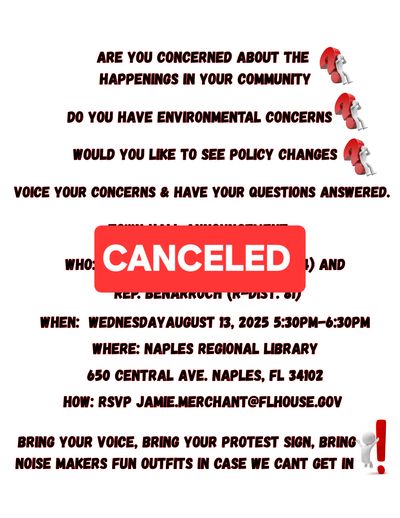 ARE YOU CONCERNED ABOUT THE
HAPPENINGS IN YOUR COMMUNITY
DO YOU HAVE ENVIRONMENTAL CONCERNS
WOULD YOU LIKE TO SEE POLICY CHANGES
VOICE YOUR CONCERNS & HAVE YOUR QUESTIONS ANSWERED.
TOWN HALL ANNOUNCEMENT
CANCELED
WHO: 4) AND
REP. BENARROCH (R-DIST. 81)
WHEN: WEDNESDAYAUGUST 13, 2025 5:30PM-6:30PM
WHERE: NAPLES REGIONAL LIBRARY
650 CENTRAL AVE. NAPLES, FL 34102
HOW: RSVP JAMIE.MERCHANT@FLHOUSE.GOV
BRING YOUR VOICE, BRING YOUR PROTEST SIGN, BRING
NOISE MAKERS FUN OUTFITS IN CASE WE CANT GET IN